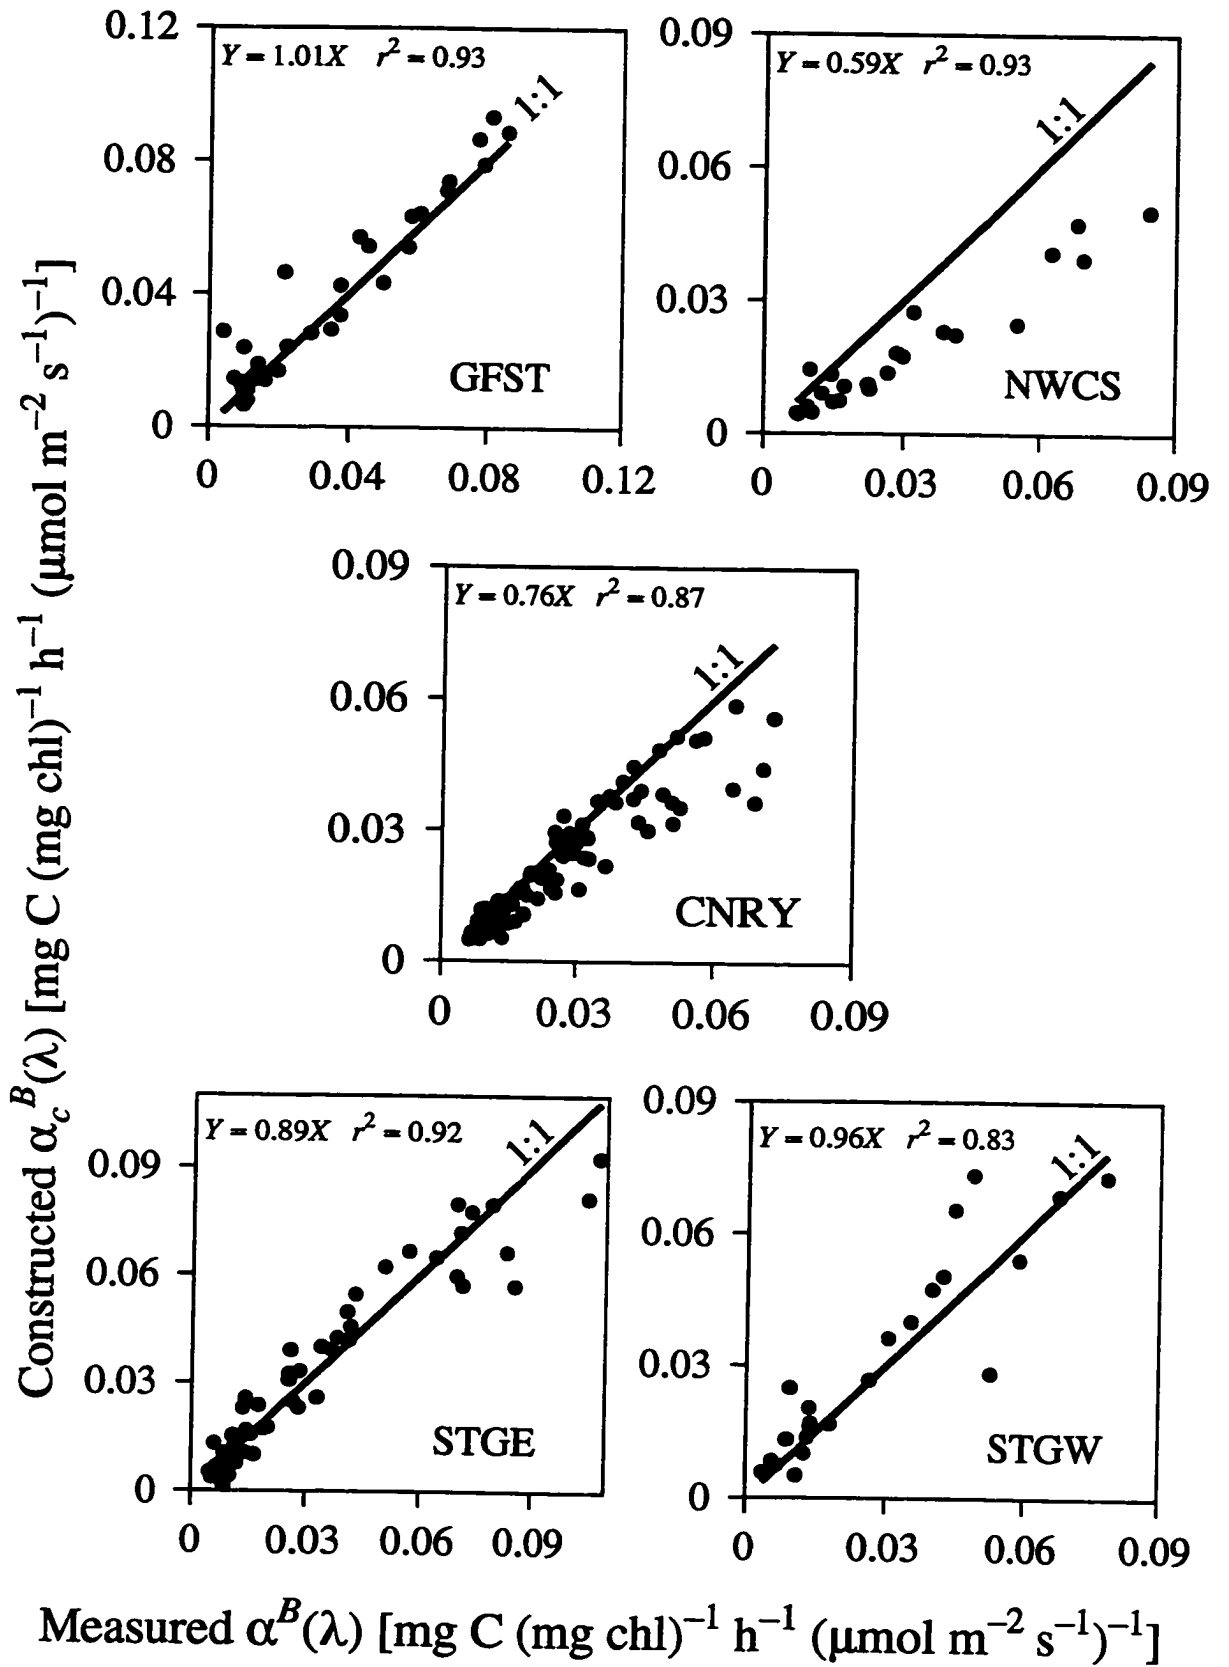 0.12
Y = 1.01X r² = 0.93
1:1
0.08
0.04
GFST
0
0 0.04 0.08 0.12
0.09
Y = 0.59X r² = 0.93
1:1
0.06
0.03
NWCS
0
0 0.03 0.06 0.09
0.09
Y = 0.76X r² = 0.87
1:1
0.06
0.03
CNRY
0
0 0.03 0.06 0.09
Y = 0.89X r² = 0.92
1:1
0.09
0.06
0.03
STGE
0
0 0.03 0.06 0.09
0.09
Y = 0.96X r² = 0.83
1:1
0.06
0.03
STGW
0
0 0.03 0.06 0.09
Constructed α_c^B(λ) [mg C (mg chl)⁻¹ h⁻¹ (μmol m⁻² s⁻¹)⁻¹]
Measured α^B(λ) [mg C (mg chl)⁻¹ h⁻¹ (μmol m⁻² s⁻¹)⁻¹]